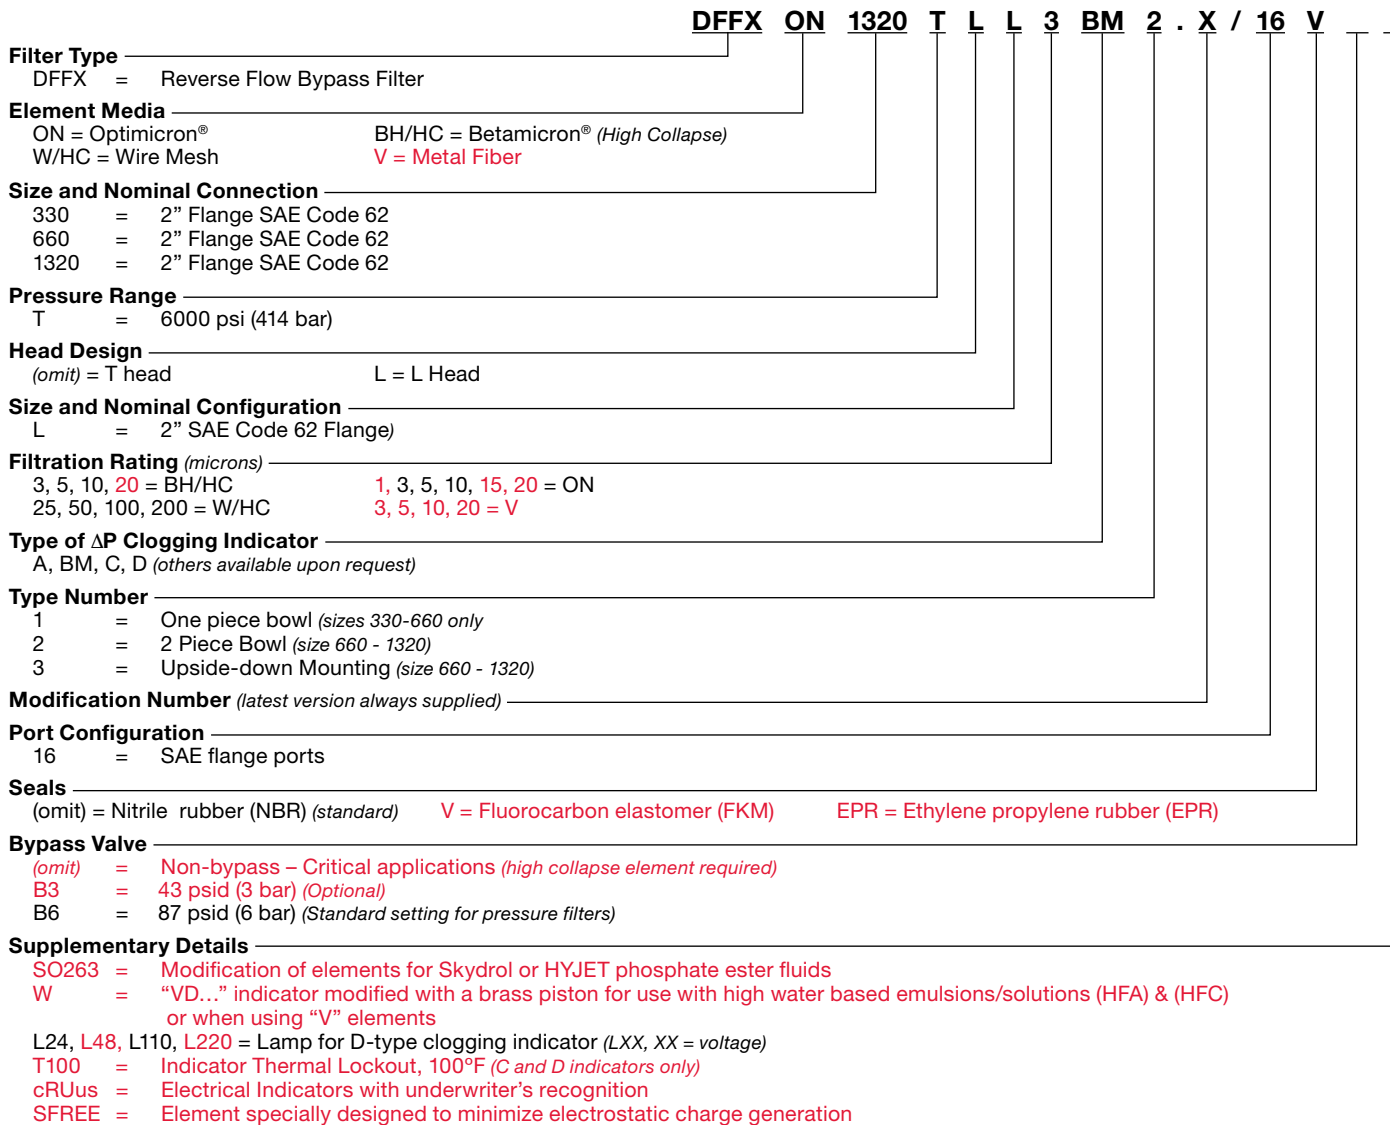 DFFX ON 1320 T L L 3 BM 2 . X / 16 V
Filter Type
DFFX = Reverse Flow Bypass Filter
Element Media
ON = Optimicron® BH/HC = Betamicron® (High Collapse)
W/HC = Wire Mesh V = Metal Fiber
Size and Nominal Connection
330 = 2” Flange SAE Code 62
660 = 2” Flange SAE Code 62
1320 = 2” Flange SAE Code 62
Pressure Range
T = 6000 psi (414 bar)
Head Design
(omit) = T head L = L Head
Size and Nominal Configuration
L = 2” SAE Code 62 Flange)
Filtration Rating (microns)
3, 5, 10, 20 = BH/HC 1, 3, 5, 10, 15, 20 = ON
25, 50, 100, 200 = W/HC 3, 5, 10, 20 = V
Type of ∆P Clogging Indicator
A, BM, C, D (others available upon request)
Type Number
1 = One piece bowl (sizes 330-660 only
2 = 2 Piece Bowl (size 660 - 1320)
3 = Upside-down Mounting (size 660 - 1320)
Modification Number (latest version always supplied)
Port Configuration
16 = SAE flange ports
Seals
(omit) = Nitrile rubber (NBR) (standard) V = Fluorocarbon elastomer (FKM) EPR = Ethylene propylene rubber (EPR)
Bypass Valve
(omit) = Non-bypass – Critical applications (high collapse element required)
B3 = 43 psid (3 bar) (Optional)
B6 = 87 psid (6 bar) (Standard setting for pressure filters)
Supplementary Details
SO263 = Modification of elements for Skydrol or HYJET phosphate ester fluids
W = “VD…” indicator modified with a brass piston for use with high water based emulsions/solutions (HFA) & (HFC)
or when using “V” elements
L24, L48, L110, L220 = Lamp for D-type clogging indicator (LXX, XX = voltage)
T100 = Indicator Thermal Lockout, 100ºF (C and D indicators only)
cRUus = Electrical Indicators with underwriter’s recognition
SFREE = Element specially designed to minimize electrostatic charge generation